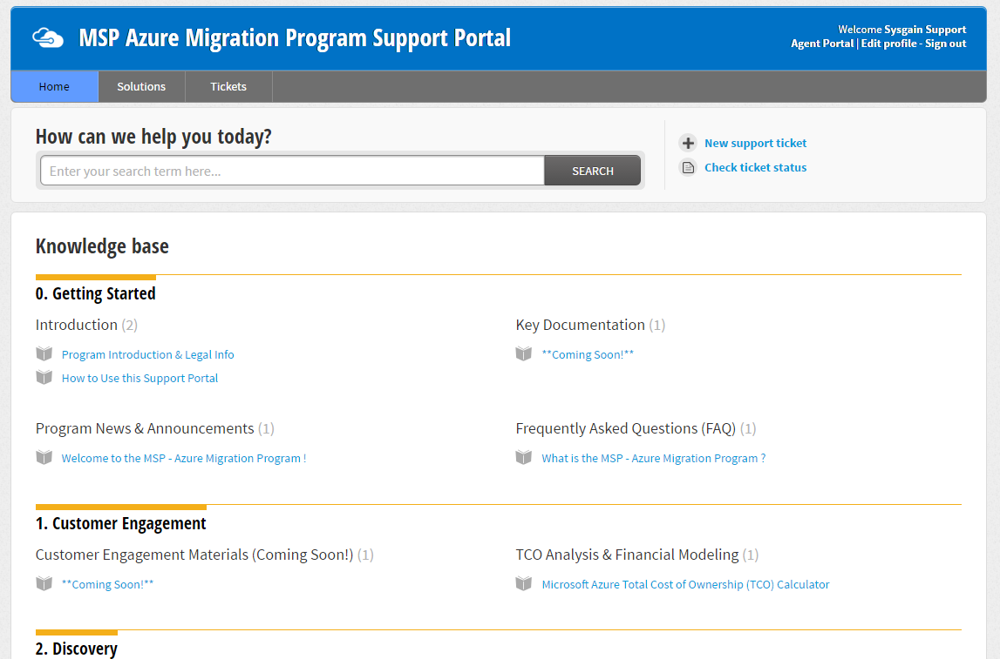 MSP Azure Migration Program Support Portal
Welcome Sysgain Support
Agent Portal | Edit profile - Sign out
Home Solutions Tickets
How can we help you today?
Enter your search term here... SEARCH
New support ticket
Check ticket status
Knowledge base
0. Getting Started
Introduction (2)
Program Introduction & Legal Info
How to Use this Support Portal
Key Documentation (1)
**Coming Soon!**
Program News & Announcements (1)
Welcome to the MSP - Azure Migration Program !
Frequently Asked Questions (FAQ) (1)
What is the MSP - Azure Migration Program ?
1. Customer Engagement
Customer Engagement Materials (Coming Soon!) (1)
**Coming Soon!**
TCO Analysis & Financial Modeling (1)
Microsoft Azure Total Cost of Ownership (TCO) Calculator
2. Discovery